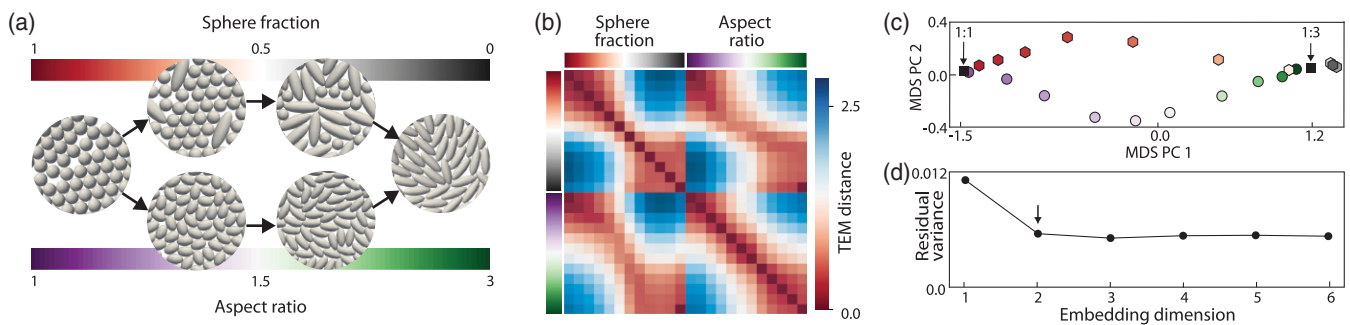 (a)
Sphere fraction
1 0.5 0
1 1.5 3
Aspect ratio
(b)
Sphere
fraction
Aspect
ratio
2.5
TEM distance
0.0
(c)
0.4
1:1
1:3
MDS PC 2
0.0
-0.4
-1.5 0.0 1.2
MDS PC 1
(d)
0.012
Residual
variance
0.0
1 2 3 4 5 6
Embedding dimension